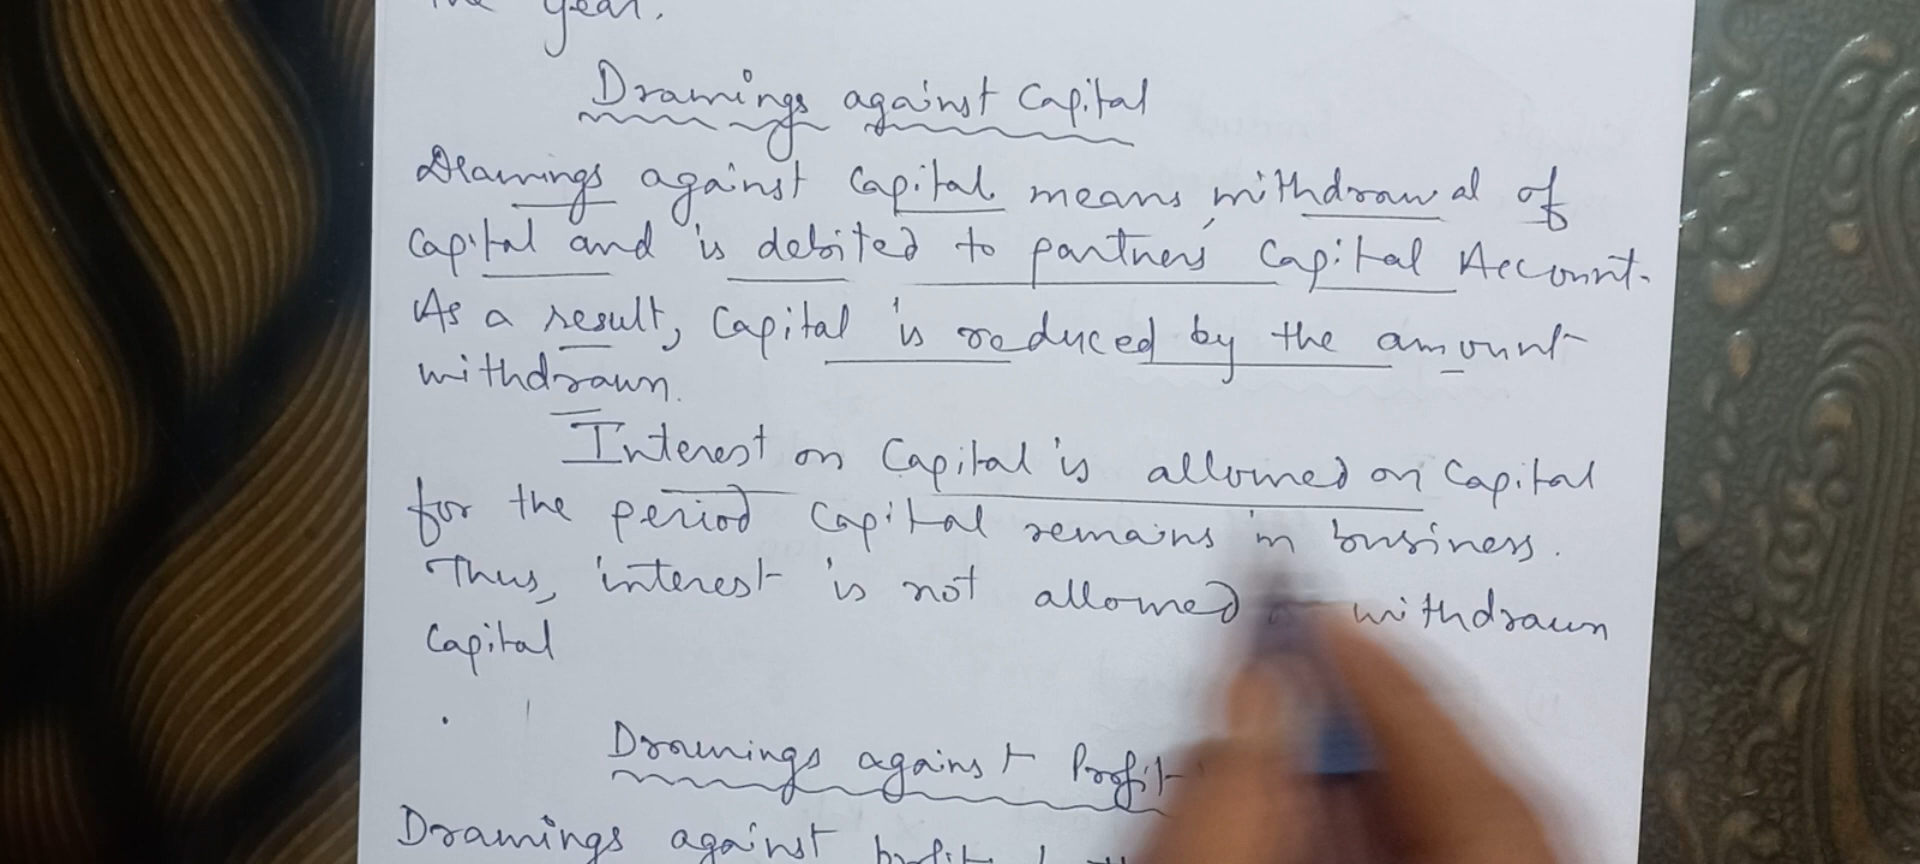 the year.
Drawings against Capital
Drawings against Capital means withdrawal of
Capital and is debited to partners' Capital Account.
As a result, Capital is reduced by the amount
withdrawn.
Interest on Capital is allowed on Capital
for the period Capital remains in business.
Thus, interest is not allowed withdrawn
Capital
Drawings against Profit
Drawings against